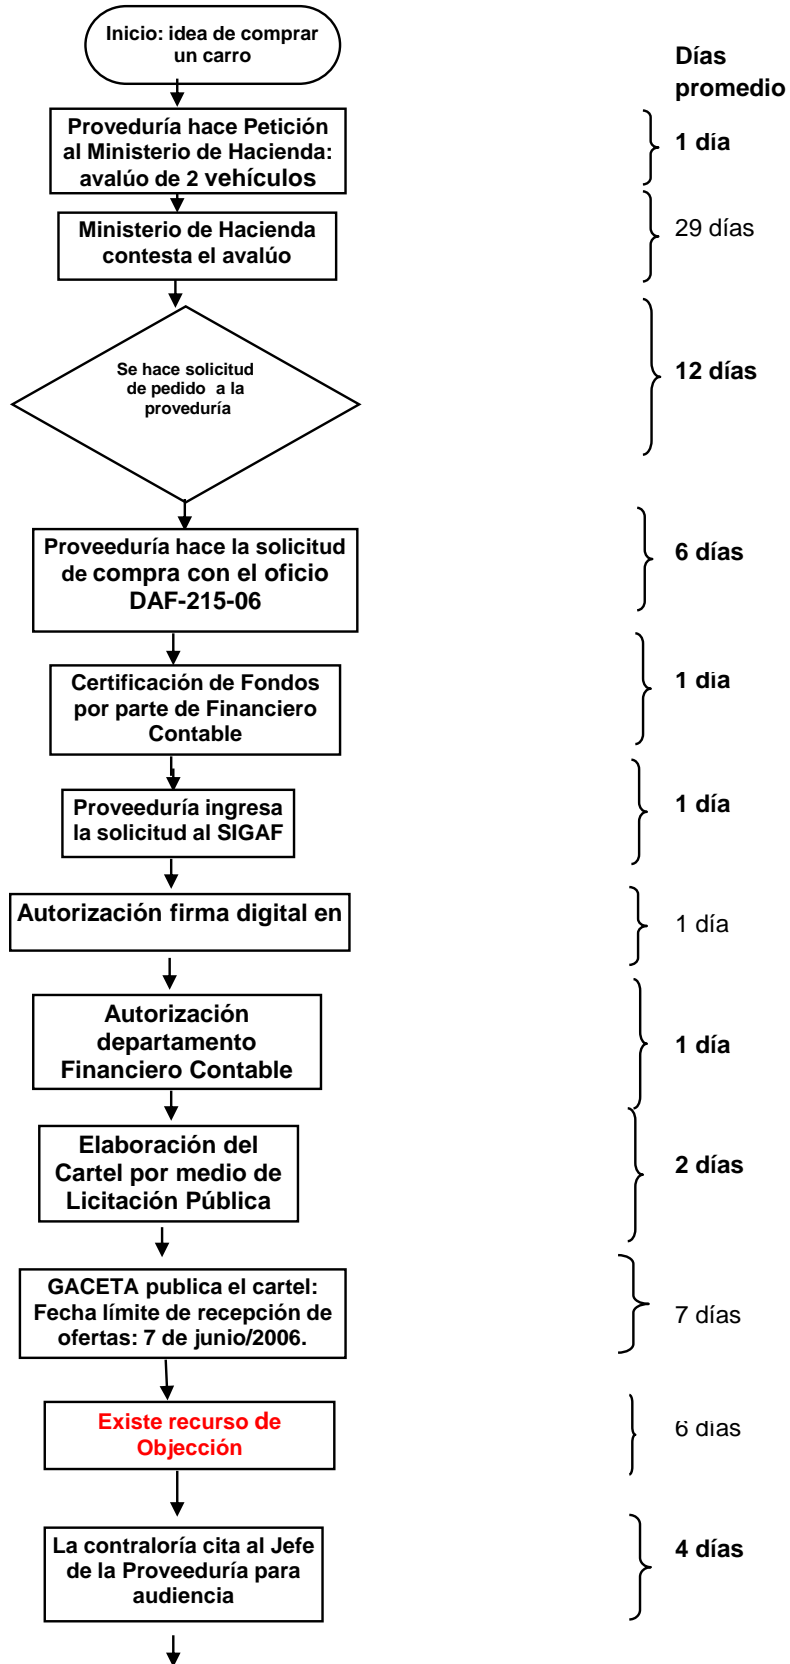 Inicio: idea de comprar
un carro
Días
promedio
Proveduría hace Petición
al Ministerio de Hacienda:
avalúo de 2 vehículos
1 día
Ministerio de Hacienda
contesta el avalúo
29 días
Se hace solicitud
de pedido a la
proveduría
12 días
Proveeduría hace la solicitud
de compra con el oficio
DAF-215-06
6 días
Certificación de Fondos
por parte de Financiero
Contable
1 dia
Proveeduría ingresa
la solicitud al SIGAF
1 día
Autorización firma digital en
1 día
Autorización
departamento
Financiero Contable
1 día
Elaboración del
Cartel por medio de
Licitación Pública
2 días
GACETA publica el cartel:
Fecha límite de recepción de
ofertas: 7 de junio/2006.
7 días
Existe recurso de
Objección
6 días
La contraloría cita al Jefe
de la Proveeduría para
audiencia
4 días